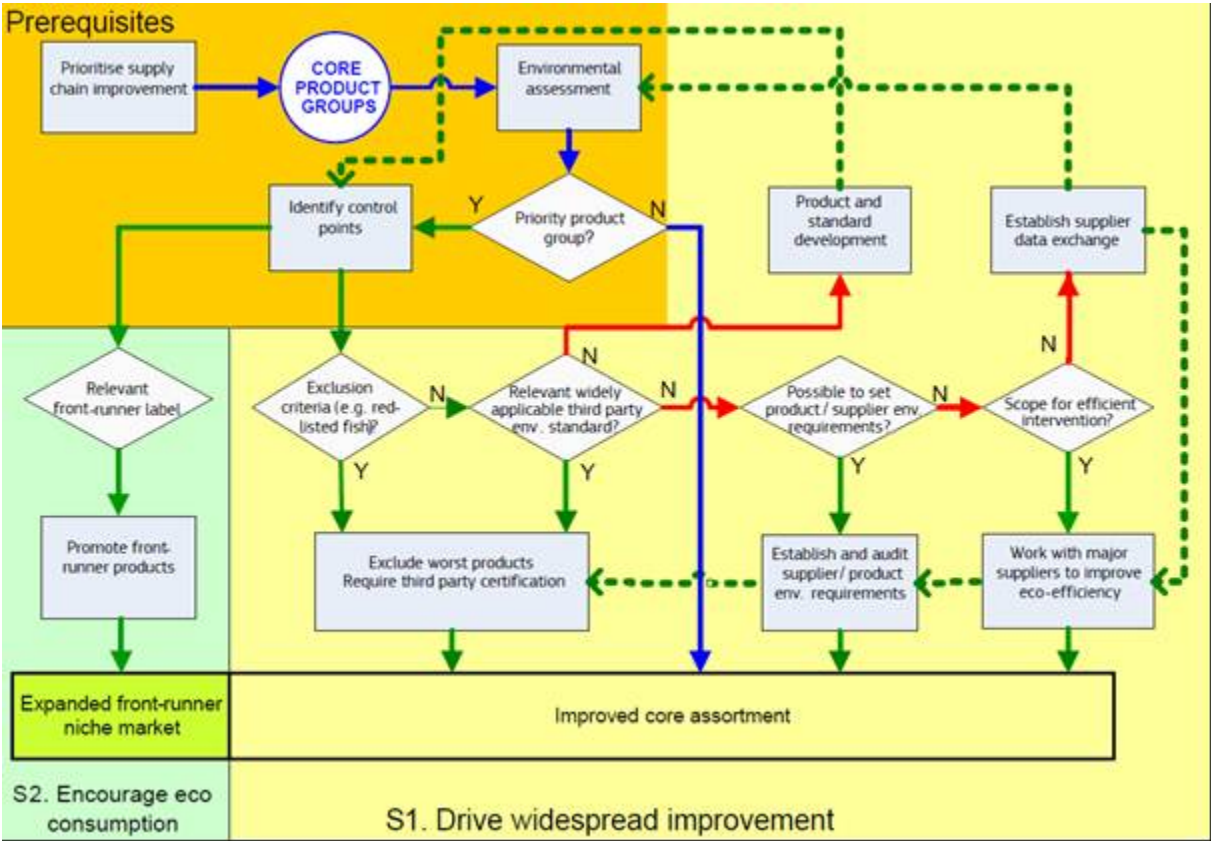 Prerequisites
Prioritise supply
chain improvement
CORE
PRODUCT
GROUPS
Environmental
assessment
Identify control
points
Y
Priority product
group?
N
Product and
standard
development
Establish supplier
data exchange
Relevant
front-runner label
Exclusion
criteria (e.g. red-
listed fish)?
N
Y
Relevant widely
applicable third party
env. standard?
N
N
Y
Possible to set
product / supplier env.
requirements?
N
Y
Scope for efficient
intervention?
N
Y
Promote front-
runner products
Exclude worst products
Require third party certification
Establish and audit
supplier/ product
env. requirements
Work with major
suppliers to improve
eco-efficiency
Expanded front-runner
niche market
Improved core assortment
S2. Encourage eco
consumption
S1. Drive widespread improvement